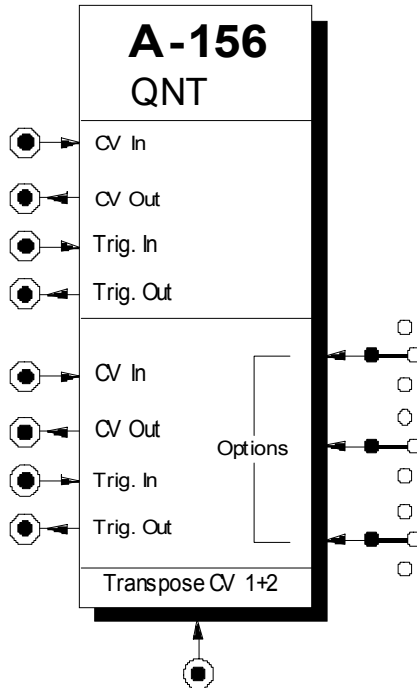 A-156
QNT
CV In
CV Out
Trig. In
Trig. Out
CV In
CV Out
Options
Trig. In
Trig. Out
Transpose CV 1+2